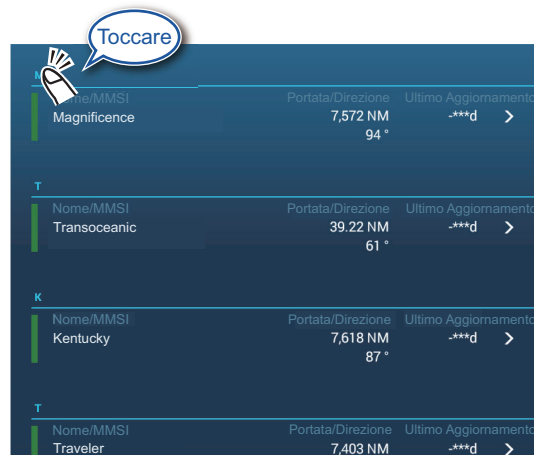 Toccare
M
me/MMSI Portata/Direzione Ultimo Aggiornamento
Magnificence 7,572 NM -***d
94 °
T
Nome/MMSI Portata/Direzione Ultimo Aggiornamento
Transoceanic 39.22 NM -***d
61 °
K
Nome/MMSI Portata/Direzione Ultimo Aggiornamento
Kentucky 7,618 NM -***d
87 °
T
Nome/MMSI Portata/Direzione Ultimo Aggiornamento
Traveler 7,403 NM -***d